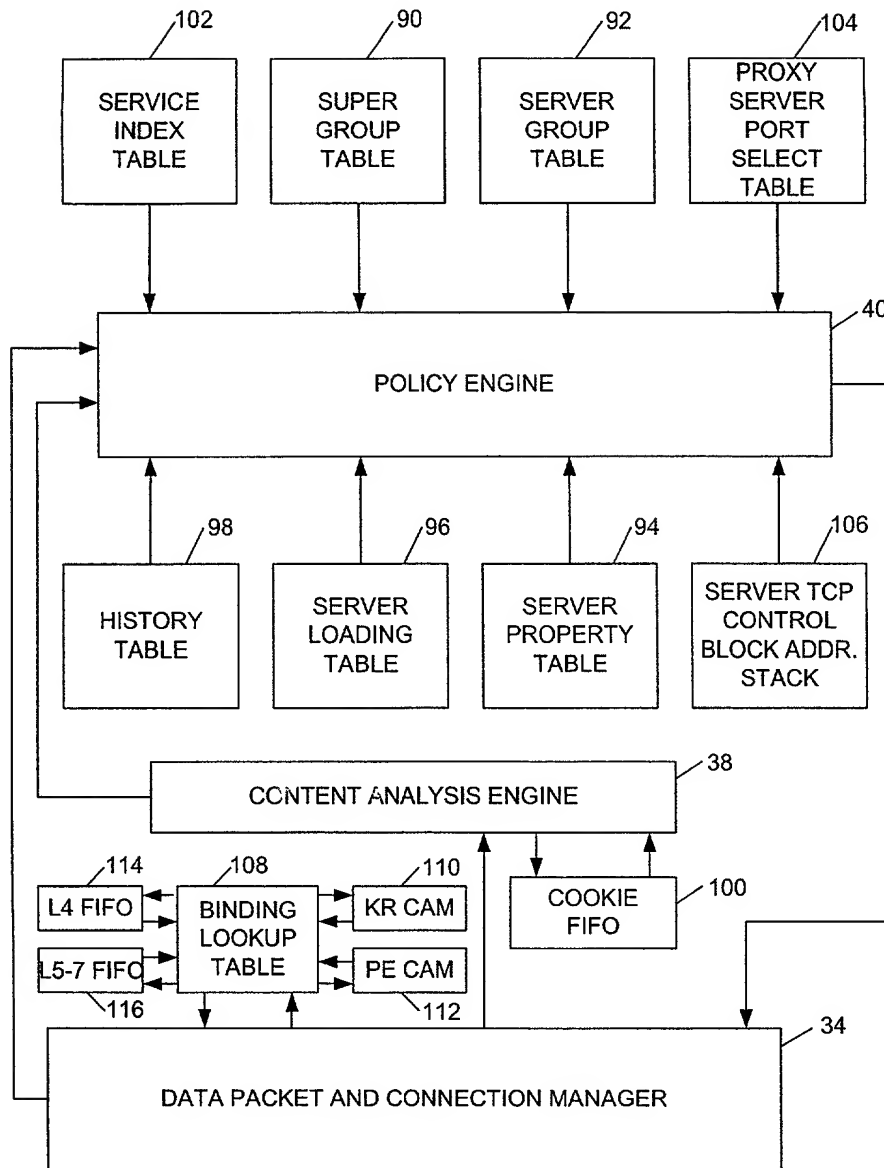 102
90
92
104
SERVICE
INDEX
TABLE
SUPER
GROUP
TABLE
SERVER
GROUP
TABLE
PROXY
SERVER
PORT
SELECT
TABLE
40
POLICY ENGINE
98
96
94
106
HISTORY
TABLE
SERVER
LOADING
TABLE
SERVER
PROPERTY
TABLE
SERVER TCP
CONTROL
BLOCK ADDR.
STACK
38
CONTENT ANALYSIS ENGINE
114
108
110
L4 FIFO
BINDING
LOOKUP
TABLE
KR CAM
COOKIE
FIFO
100
L5-7 FIFO
PE CAM
116
112
34
DATA PACKET AND CONNECTION MANAGER